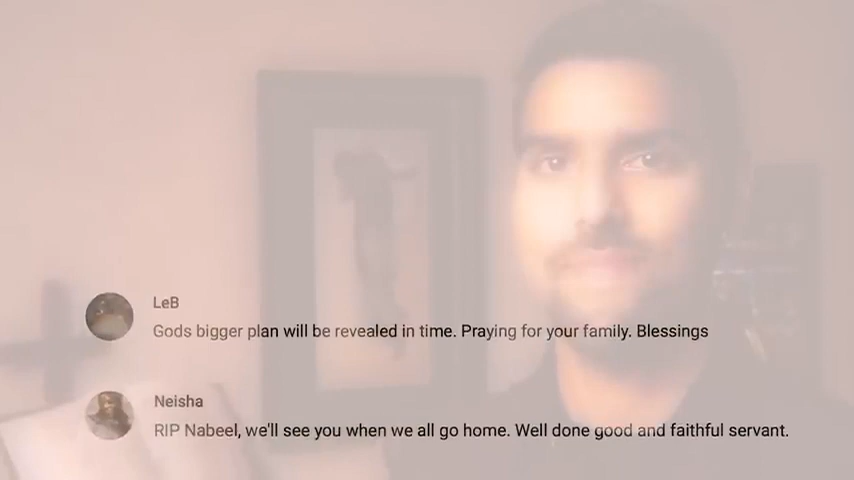 LeB
Gods bigger plan will be revealed in time. Praying for your family. Blessings
Neisha
RIP Nabeel, we'll see you when we all go home. Well done good and faithful servant.